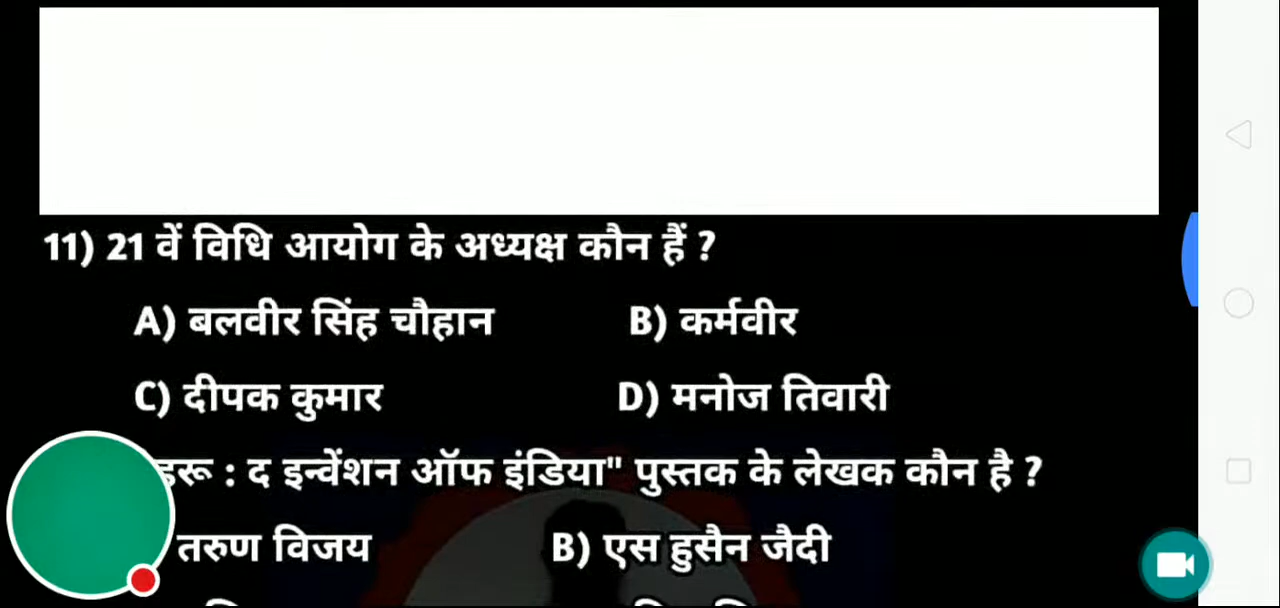 11) 21 वें विधि आयोग के अध्यक्ष कौन हैं ?
A) बलवीर सिंह चौहान B) कर्मवीर
C) दीपक कुमार D) मनोज तिवारी
: द इन्वेंशन ऑफ इंडिया" पुस्तक के लेखक कौन है ?
तरुण विजय B) एस हुसैन जैदी